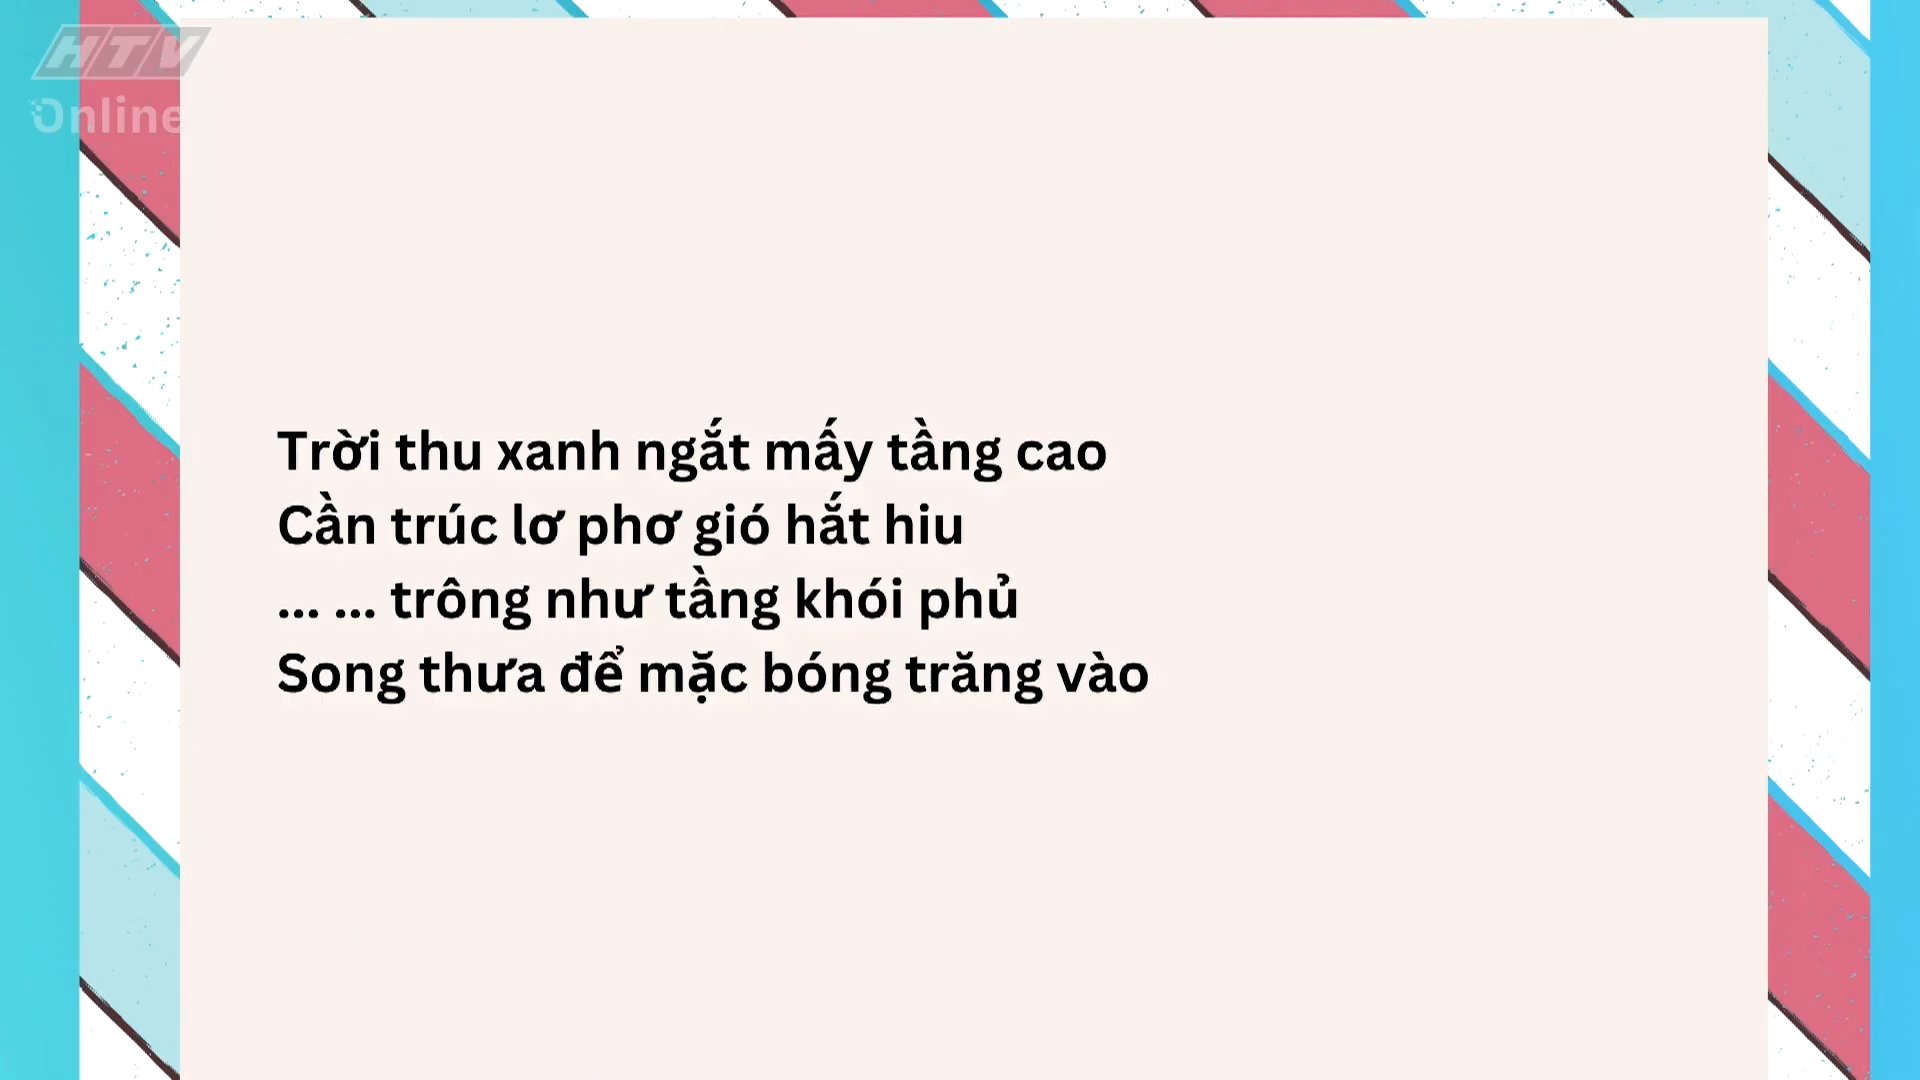 HTV
Online
Trời thu xanh ngắt mấy tầng cao
Cần trúc lơ phơ gió hắt hiu
... ... trông như tầng khói phủ
Song thưa để mặc bóng trăng vào